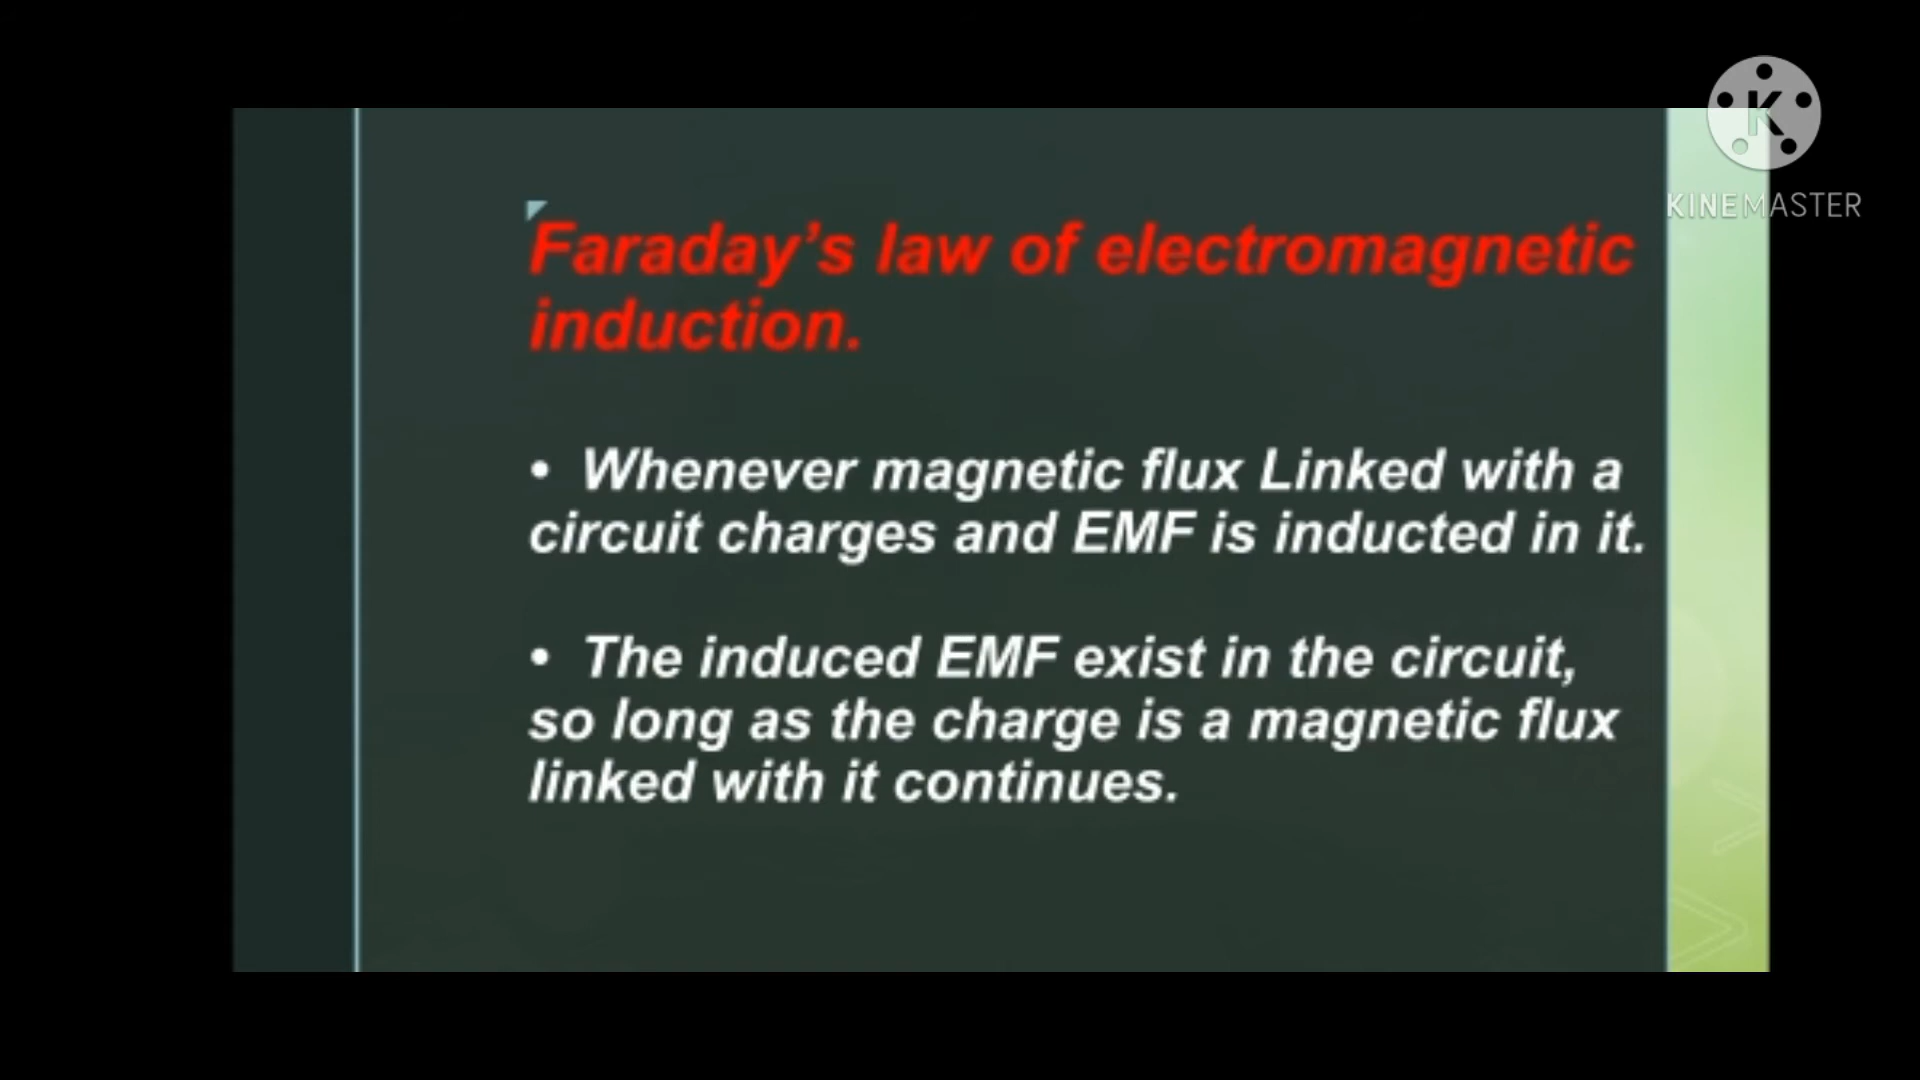 KINEMASTER
Faraday's law of electromagnetic
induction.
• Whenever magnetic flux Linked with a
circuit charges and EMF is inducted in it.
• The induced EMF exist in the circuit,
so long as the charge is a magnetic flux
linked with it continues.